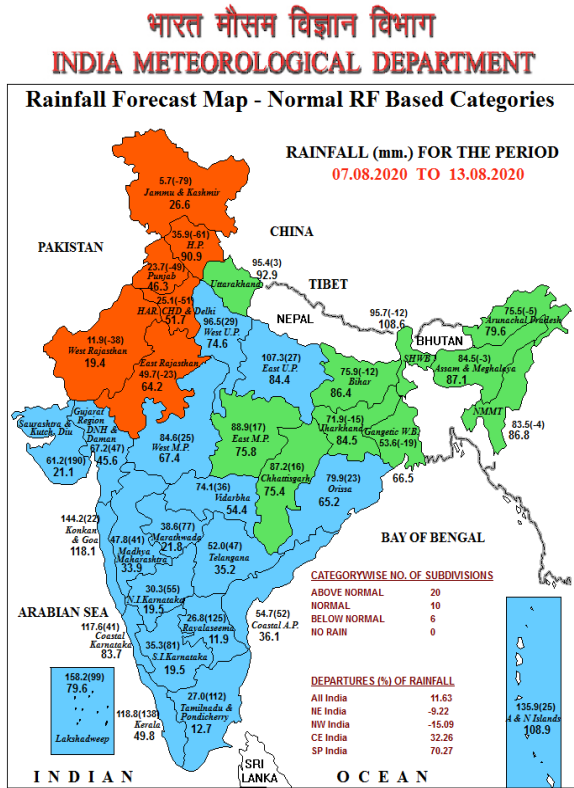 भारत मौसम विज्ञान विभाग
INDIA METEOROLOGICAL DEPARTMENT
Rainfall Forecast Map - Normal RF Based Categories
RAINFALL (mm.) FOR THE PERIOD
07.08.2020 TO 13.08.2020
5.7(-79)
Jammu & Kashmir
26.6
35.9(-61)
H.P.
90.9
CHINA
PAKISTAN
23.7(-49)
Punjab
46.3
95.4(3)
92.9
Uttarakhand
TIBET
25.1(-51)
HAR. CHD & Delhi
51.7
NEPAL
95.7(-12)
108.6
BHUTAN
75.5(-5)
Arunachal Pradesh
79.6
11.9(-38)
West Rajasthan
19.4
96.5(29)
West U.P.
74.6
East Rajasthan
49.7(-23)
64.2
107.3(27)
East U.P.
84.4
75.9(-12)
Bihar
86.4
SHWB
84.5(-3)
Assam & Meghalaya
87.1
NMMT
83.5(-4)
86.8
Saurashtra &
Kutch, Diu
61.2(190)
21.1
Gujarat
Region
DNH &
Daman
67.2(47)
45.6
84.6(25)
West M.P.
67.4
88.9(17)
East M.P.
75.8
71.9(-15)
Jharkhand
84.5
Gangetic W.B.
53.6(-19)
66.5
87.2(16)
Chhattisgarh
75.4
79.9(23)
Orissa
65.2
74.1(36)
Vidarbha
54.4
144.2(22)
Konkan
& Goa
118.1
47.8(41)
Madhya
Maharashtra
33.9
38.6(77)
Marathwada
21.8
52.0(47)
Telangana
35.2
BAY OF BENGAL
30.3(55)
N.I.Karnataka
19.5
ARABIAN SEA
117.6(41)
Coastal
Karnataka
83.7
26.8(125)
Rayalaseema
11.9
54.7(52)
Coastal A.P.
36.1
35.3(81)
S.I.Karnataka
19.5
CATEGORYWISE NO. OF SUBDIVISIONS
ABOVE NORMAL 20
NORMAL 10
BELOW NORMAL 6
NO RAIN 0
158.2(99)
79.6
Lakshadweep
118.8(138)
Kerala
49.8
27.0(112)
Tamilnadu &
Pondicherry
12.7
DEPARTURES (%) OF RAINFALL
All India 11.63
NE India -9.22
NW India -15.09
CE India 32.26
SP India 70.27
135.9(25)
A & N Islands
108.9
SRI
LANKA
INDIAN OCEAN